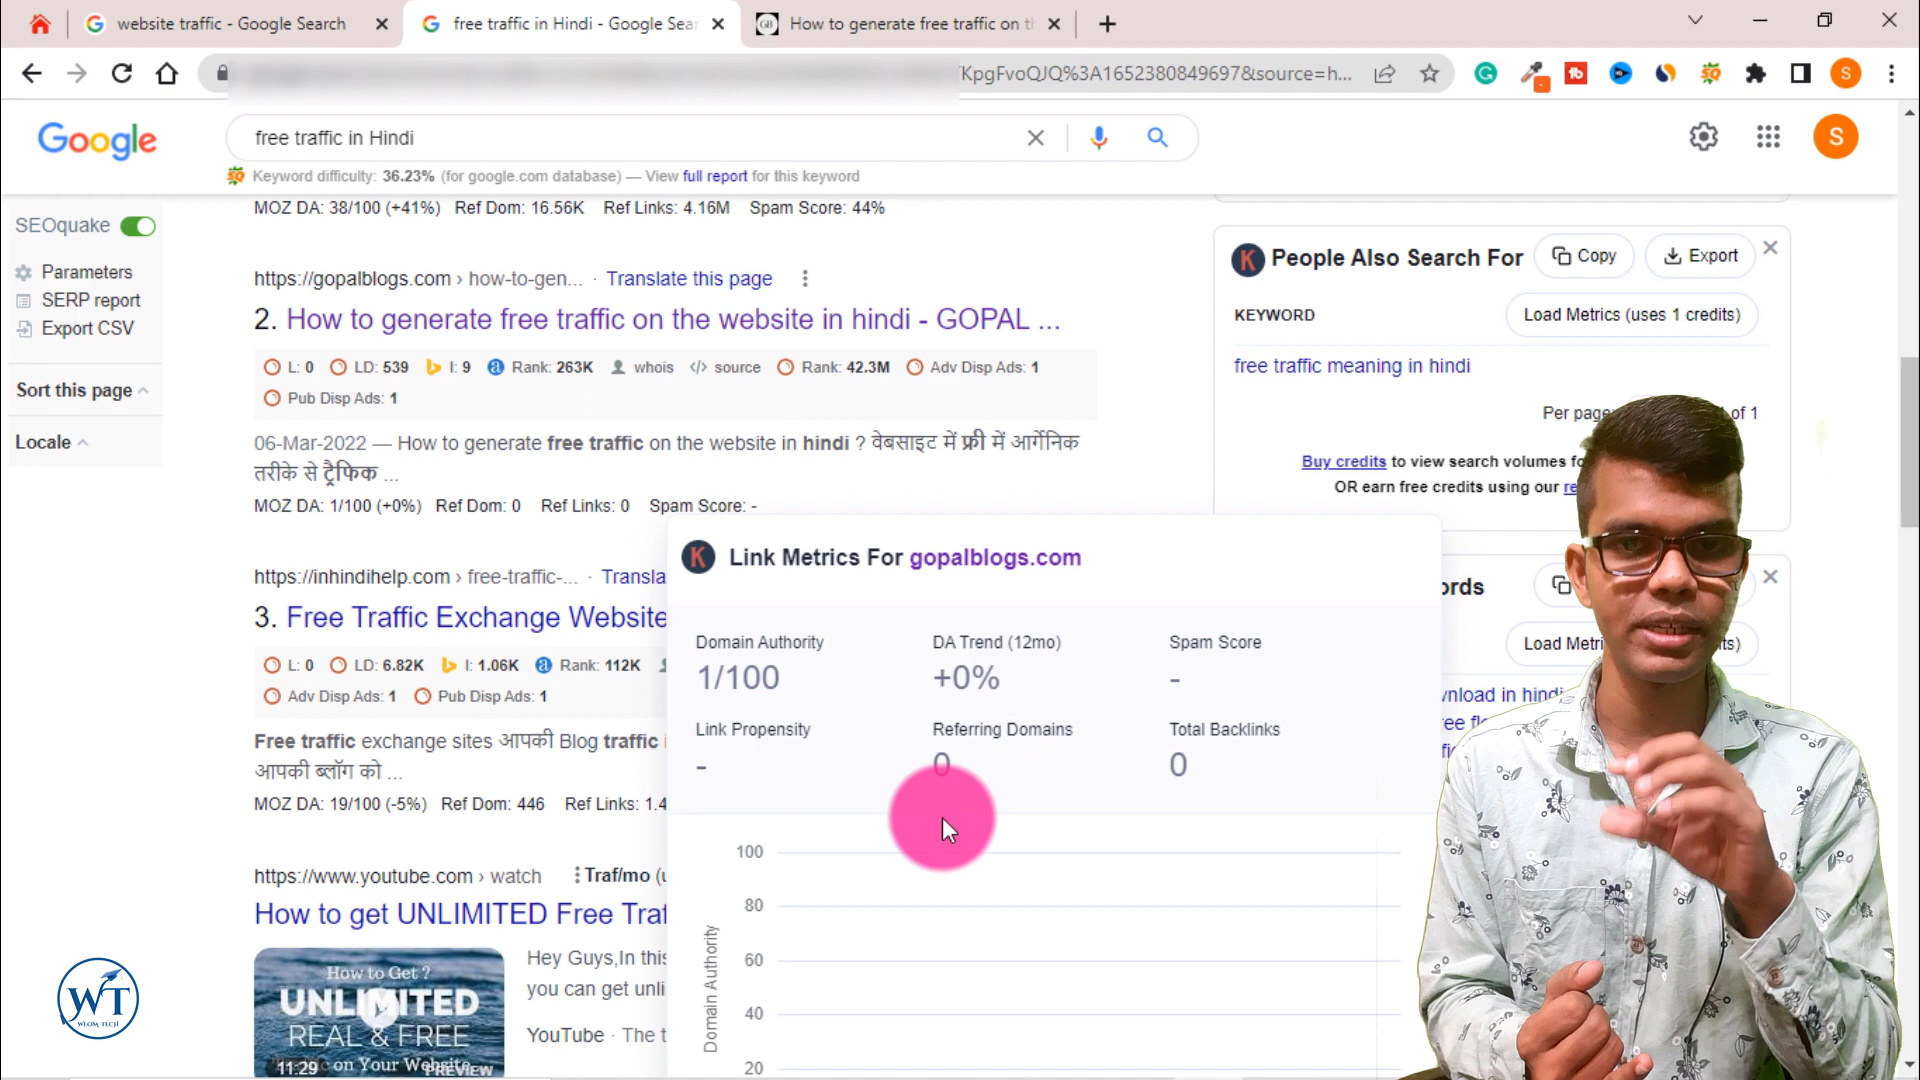 website traffic - Google Search
free traffic in Hindi - Google Sear
How to generate free traffic on th
KpgFvoQJQ%3A1652380849697&source=h...
S
Google
free traffic in Hindi
S
Keyword difficulty: 36.23% (for google.com database) — View full report for this keyword
MOZ DA: 38/100 (+41%) Ref Dom: 16.56K Ref Links: 4.16M Spam Score: 44%
SEOquake
Parameters
SERP report
Export CSV
Sort this page
Locale
https://gopalblogs.com › how-to-gen... · Translate this page
2. How to generate free traffic on the website in hindi - GOPAL ...
L: 0 LD: 539 I: 9 Rank: 263K whois </> source Rank: 42.3M Adv Disp Ads: 1
Pub Disp Ads: 1
06-Mar-2022 — How to generate free traffic on the website in hindi ? वेबसाइट में फ्री में आर्गेनिक
तरीके से ट्रैफिक ...
MOZ DA: 1/100 (+0%) Ref Dom: 0 Ref Links: 0 Spam Score: -
https://inhindihelp.com › free-traffic-... · Transla
3. Free Traffic Exchange Website
L: 0 LD: 6.82K I: 1.06K Rank: 112K
Adv Disp Ads: 1 Pub Disp Ads: 1
Free traffic exchange sites आपकी Blog traffic
आपकी ब्लॉग को ...
MOZ DA: 19/100 (-5%) Ref Dom: 446 Ref Links: 1.4
https://www.youtube.com › watch Traf/mo (u
How to get UNLIMITED Free Traf
How to Get ?
UNLIMITED
REAL & FREE
on Your Website
11:29
PREVIEW
Hey Guys,In this
you can get unli
YouTube · The t
People Also Search For
Copy
Export
KEYWORD
Load Metrics (uses 1 credits)
free traffic meaning in hindi
Per page of 1
Buy credits to view search volumes fo
OR earn free credits using our re
ords
Load Metri ts)
wnload in hindi
ree fl
Link Metrics For gopalblogs.com
Domain Authority
1/100
DA Trend (12mo)
+0%
Spam Score
-
Link Propensity
-
Referring Domains
0
Total Backlinks
0
100
80
60
40
20
Domain Authority
WT
WLOM TECH